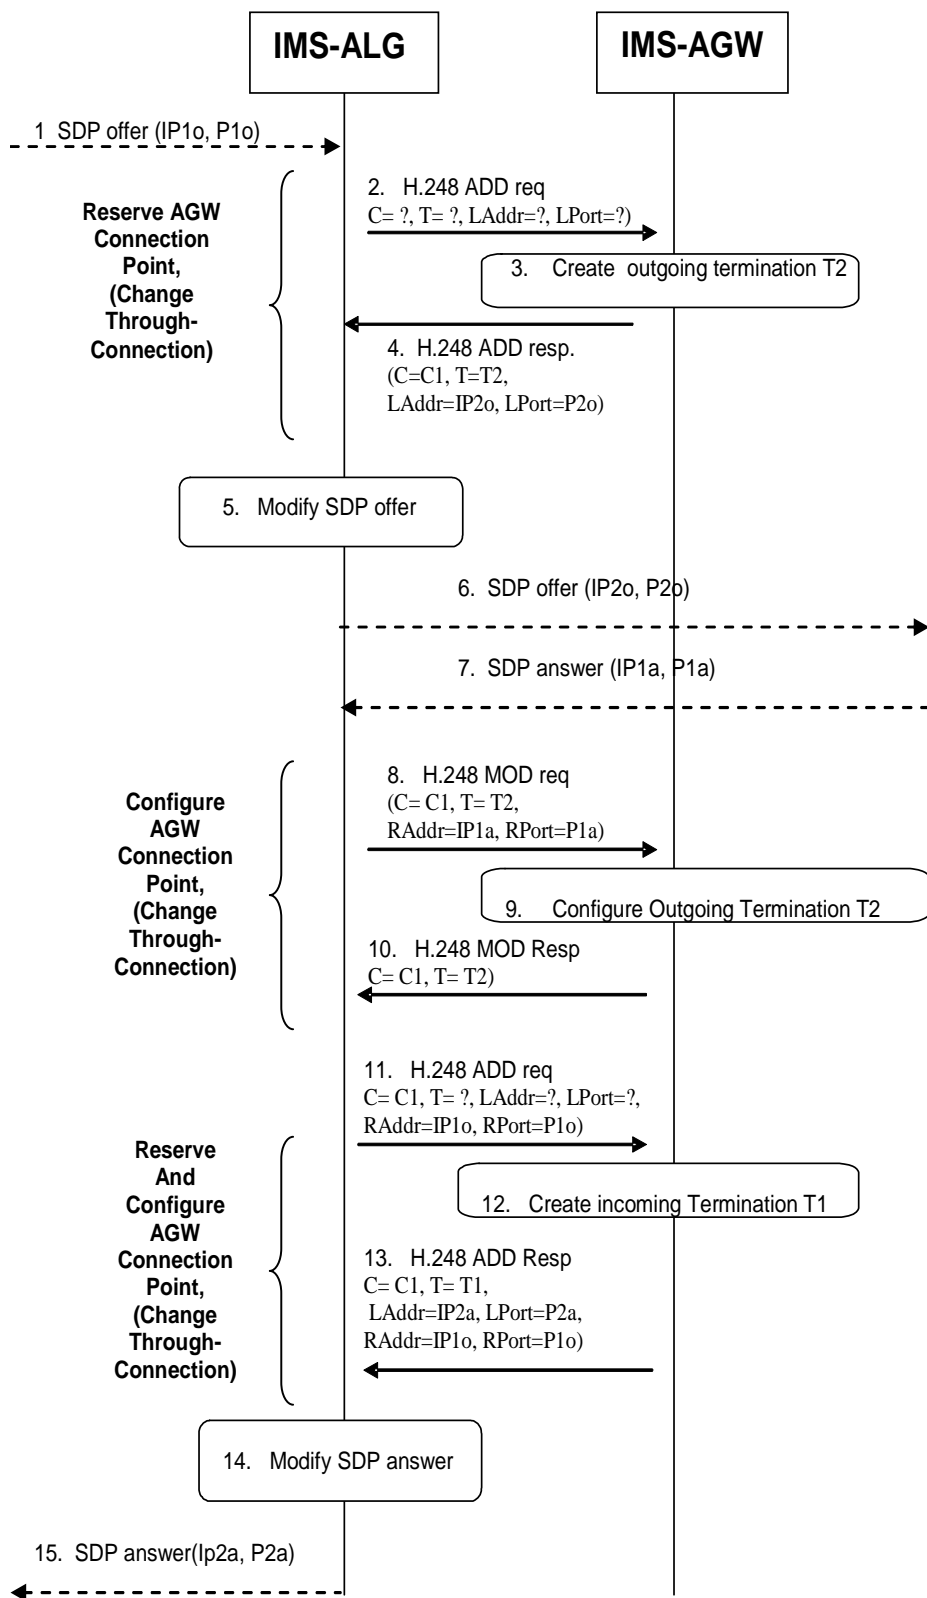 IMS-ALG
IMS-AGW
1 SDP offer (IP1o, P1o)
Reserve AGW
Connection
Point,
(Change
Through-
Connection)
2. H.248 ADD req
C= ?, T= ?, LAddr=?, LPort=?)
3. Create outgoing termination T2
4. H.248 ADD resp.
(C=C1, T=T2,
LAddr=IP2o, LPort=P2o)
5. Modify SDP offer
6. SDP offer (IP2o, P2o)
7. SDP answer (IP1a, P1a)
Configure
AGW
Connection
Point,
(Change
Through-
Connection)
8. H.248 MOD req
(C= C1, T= T2,
RAddr=IP1a, RPort=P1a)
9. Configure Outgoing Termination T2
10. H.248 MOD Resp
C= C1, T= T2)
11. H.248 ADD req
C= C1, T= ?, LAddr=?, LPort=?,
RAddr=IP1o, RPort=P1o)
Reserve
And
Configure
AGW
Connection
Point,
(Change
Through-
Connection)
12. Create incoming Termination T1
13. H.248 ADD Resp
C= C1, T= T1,
LAddr=IP2a, LPort=P2a,
RAddr=IP1o, RPort=P1o)
14. Modify SDP answer
15. SDP answer(Ip2a, P2a)